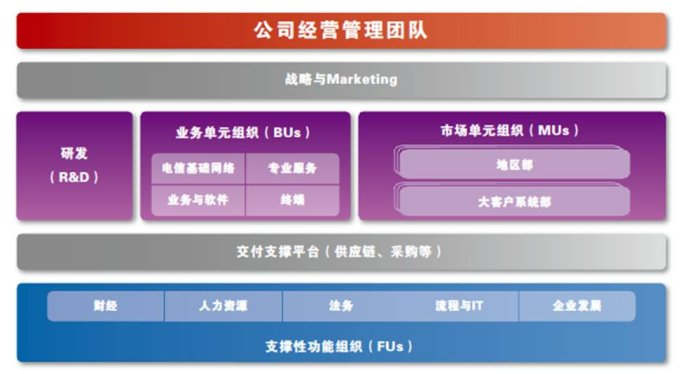 公司经营管理团队
战略与Marketing
研发
（R&D）
业务单元组织（BUs）
电信基础网络 专业服务
业务与软件 终端
市场单元组织（MUs）
地区部
大客户系统部
交付支撑平台（供应链、采购等）
财经 人力资源 法务 流程与IT 企业发展
支撑性功能组织（FUs）